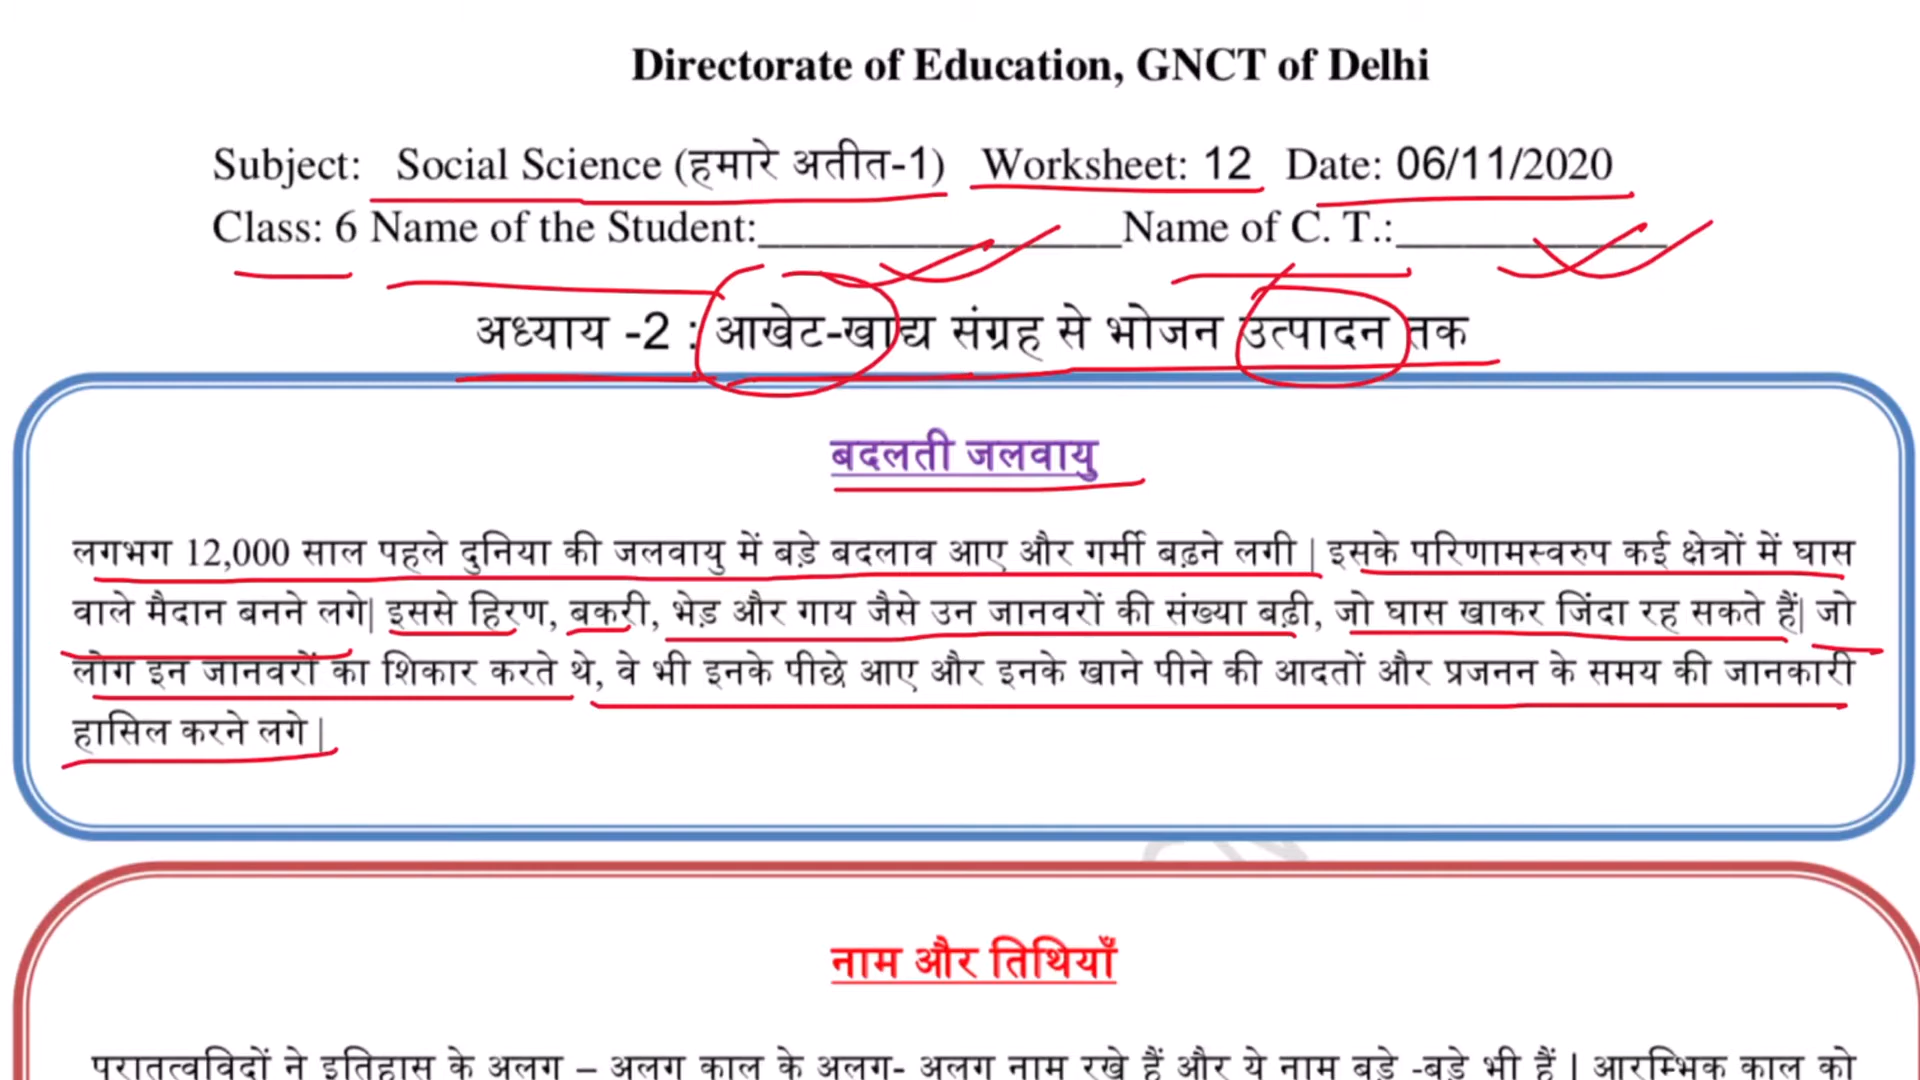 Directorate of Education, GNCT of Delhi
Subject: Social Science (हमारे अतीत-1) Worksheet: 12 Date: 06/11/2020
Class: 6 Name of the Student:________________Name of C. T.:____________
अध्याय -2 : आखेट-खाद्य संग्रह से भोजन उत्पादन तक
बदलती जलवायु
लगभग 12,000 साल पहले दुनिया की जलवायु में बड़े बदलाव आए और गर्मी बढ़ने लगी | इसके परिणामस्वरुप कई क्षेत्रों में घास
वाले मैदान बनने लगे| इससे हिरण, बकरी, भेड़ और गाय जैसे उन जानवरों की संख्या बढ़ी, जो घास खाकर जिंदा रह सकते हैं| जो
लोग इन जानवरों का शिकार करते थे, वे भी इनके पीछे आए और इनके खाने पीने की आदतों और प्रजनन के समय की जानकारी
हासिल करने लगे |
नाम और तिथियाँ
पुरातत्वविदों ने इतिहास के अलग – अलग काल के अलग- अलग नाम रखे हैं और ये नाम बड़े -बड़े भी हैं | आरम्भिक काल को